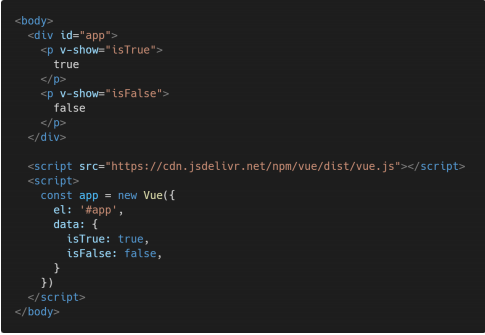 <body>
  <div id="app">
    <p v-show="isTrue">
      true
    </p>
    <p v-show="isFalse">
      false
    </p>
  </div>

  <script src="https://cdn.jsdelivr.net/npm/vue/dist/vue.js"></script>
  <script>
    const app = new Vue({
      el: '#app',
      data: {
        isTrue: true,
        isFalse: false,
      }
    })
  </script>
</body>